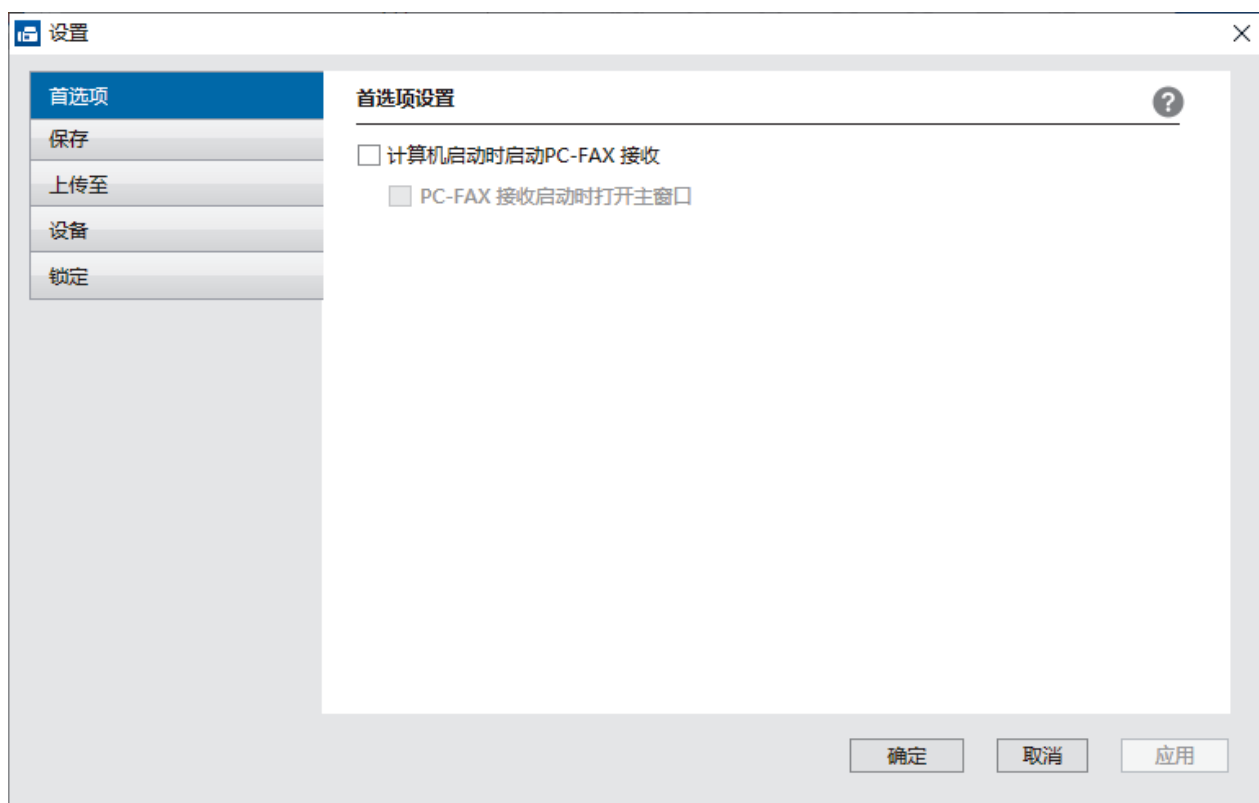 设置
首选项
保存
上传至
设备
锁定
首选项设置
?
计算机启动时启动PC-FAX 接收
PC-FAX 接收启动时打开主窗口
确定
取消
应用